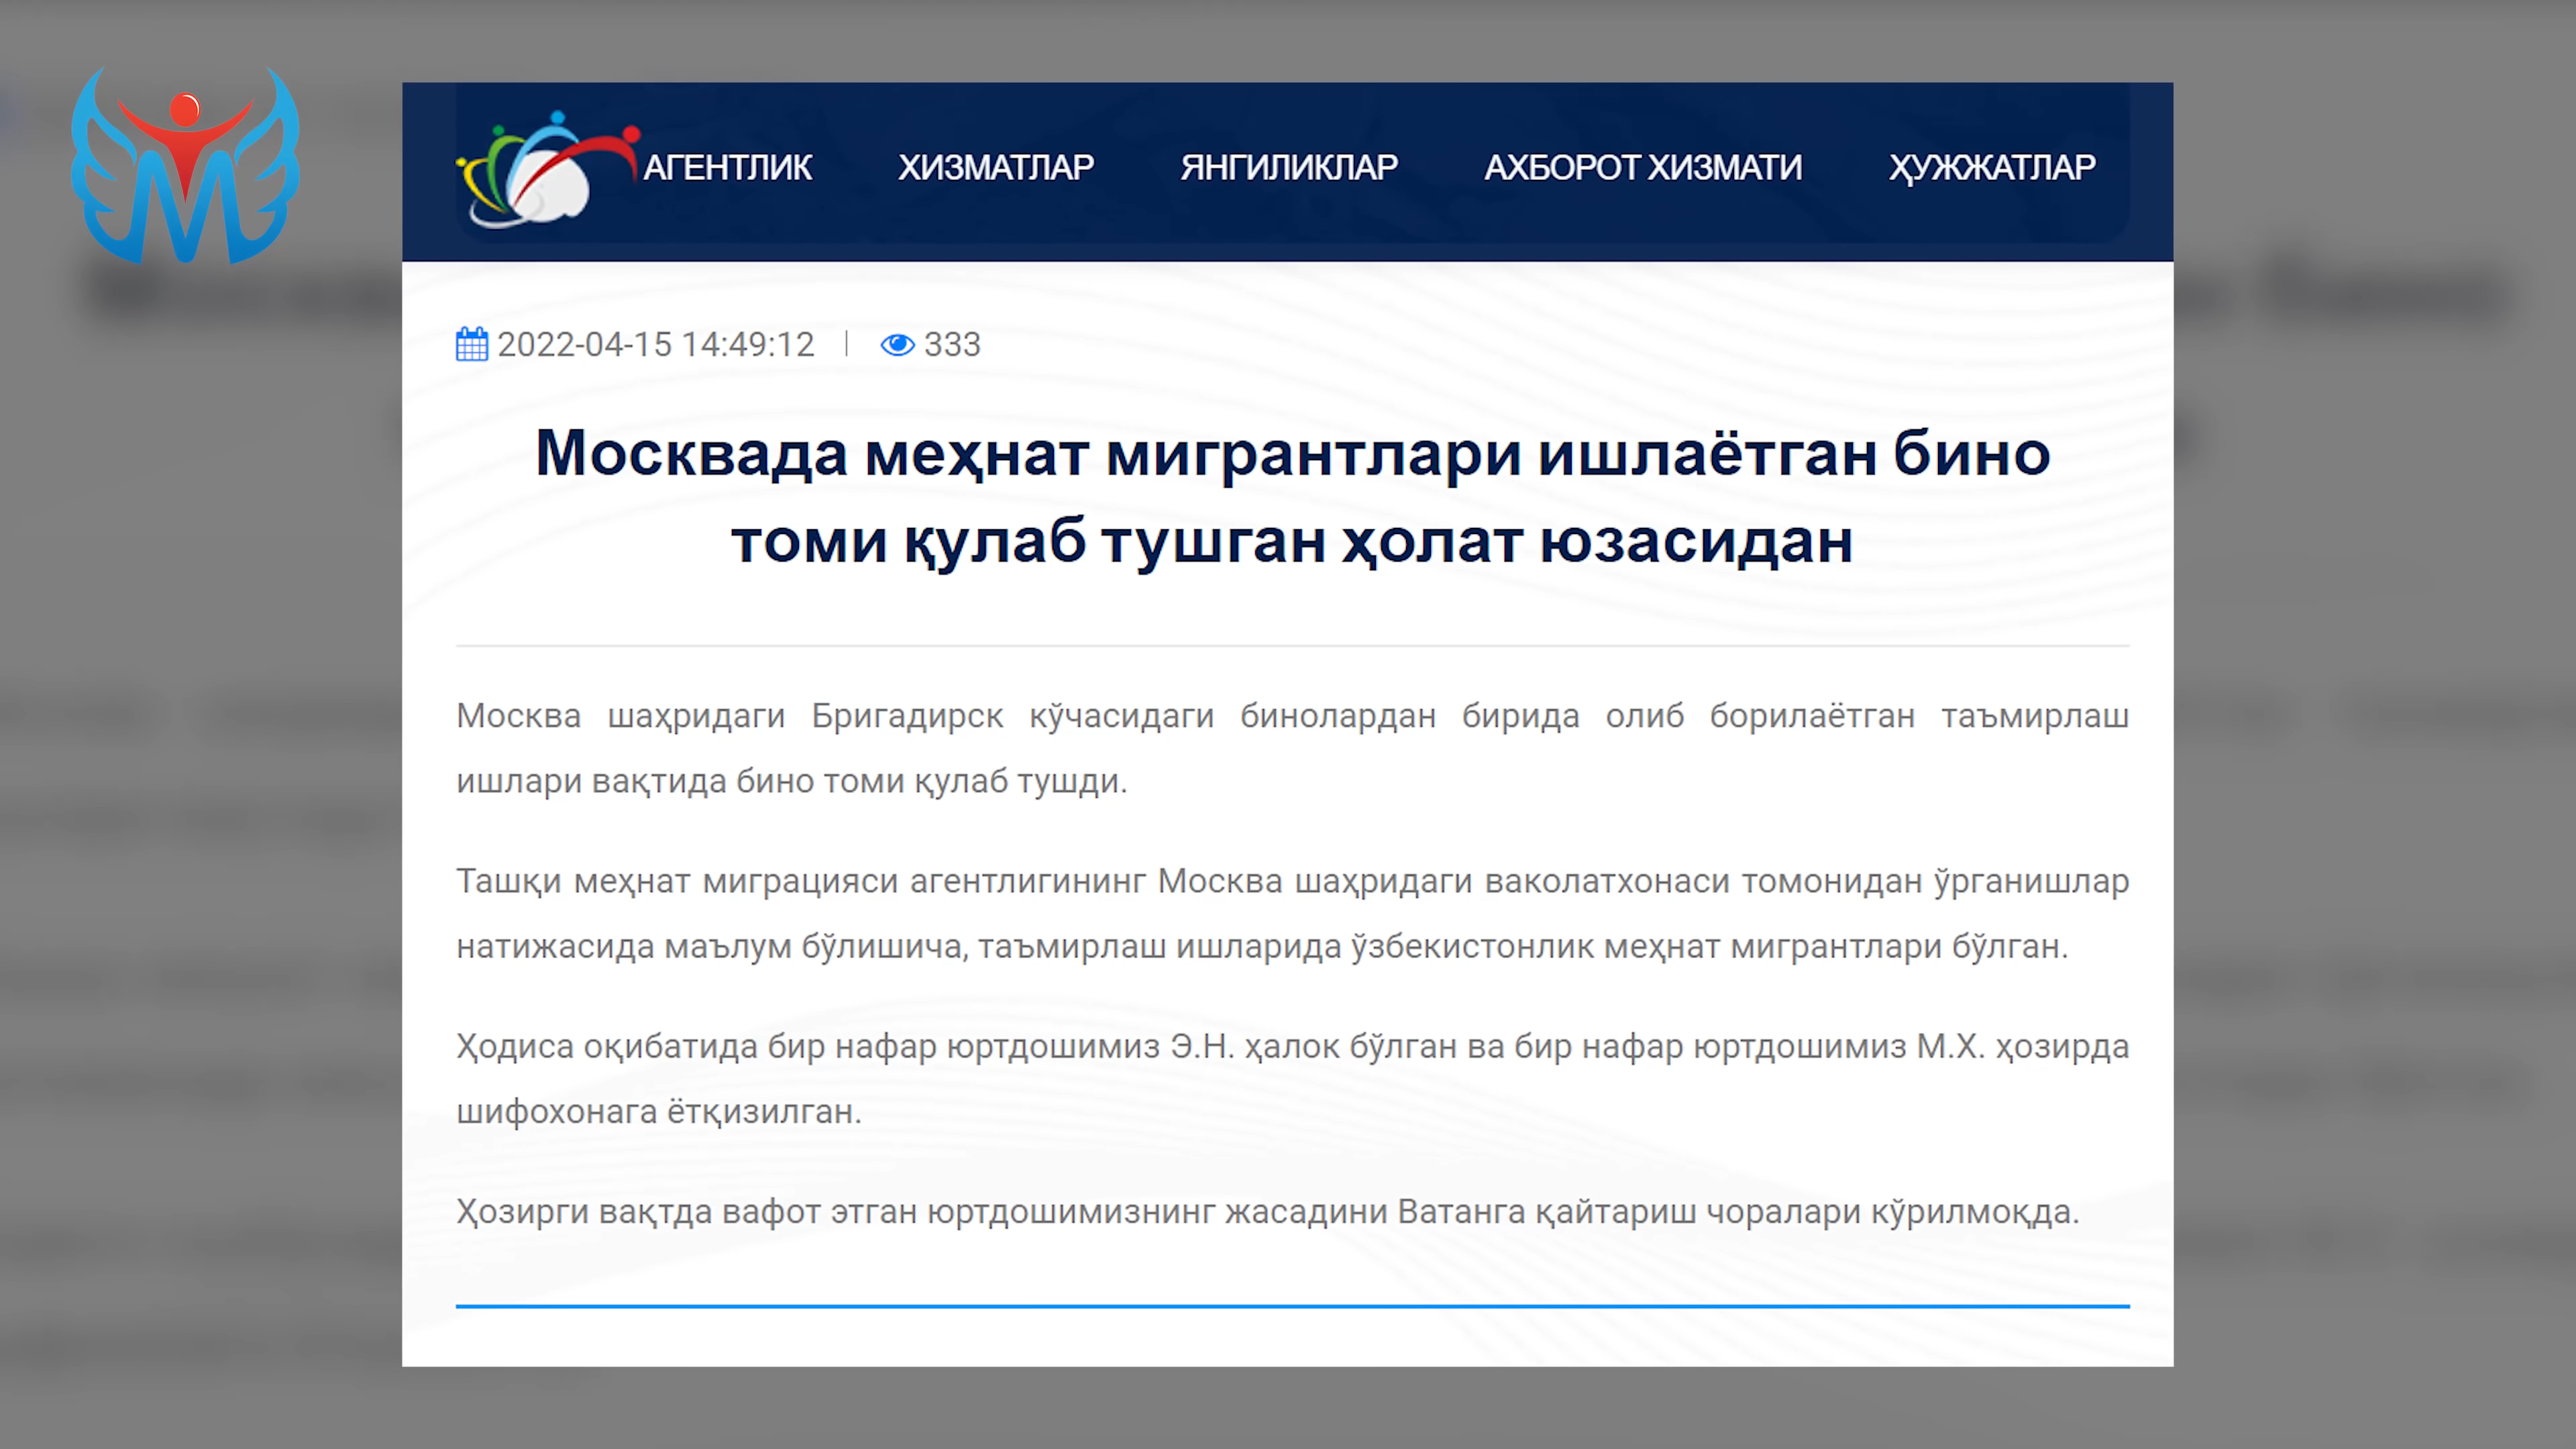 АГЕНТЛИК ХИЗМАТЛАР ЯНГИЛИКЛАР АХБОРОТ ХИЗМАТИ ҲУЖЖАТЛАР
2022-04-15 14:49:12 | 333
Москвада меҳнат мигрантлари ишлаётган бино
томи қулаб тушган ҳолат юзасидан
Москва шаҳридаги Бригадирск кўчасидаги бинолардан бирида олиб борилаётган таъмирлаш
ишлари вақтида бино томи қулаб тушди.
Ташқи меҳнат миграцияси агентлигининг Москва шаҳридаги ваколатхонаси томонидан ўрганишлар
натижасида маълум бўлишича, таъмирлаш ишларида ўзбекистонлик меҳнат мигрантлари бўлган.
Ҳодиса оқибатида бир нафар юртдошимиз Э.Н. ҳалок бўлган ва бир нафар юртдошимиз М.Х. ҳозирда
шифохонага ётқизилган.
Ҳозирги вақтда вафот этган юртдошимизнинг жасадини Ватанга қайтариш чоралари кўрилмоқда.